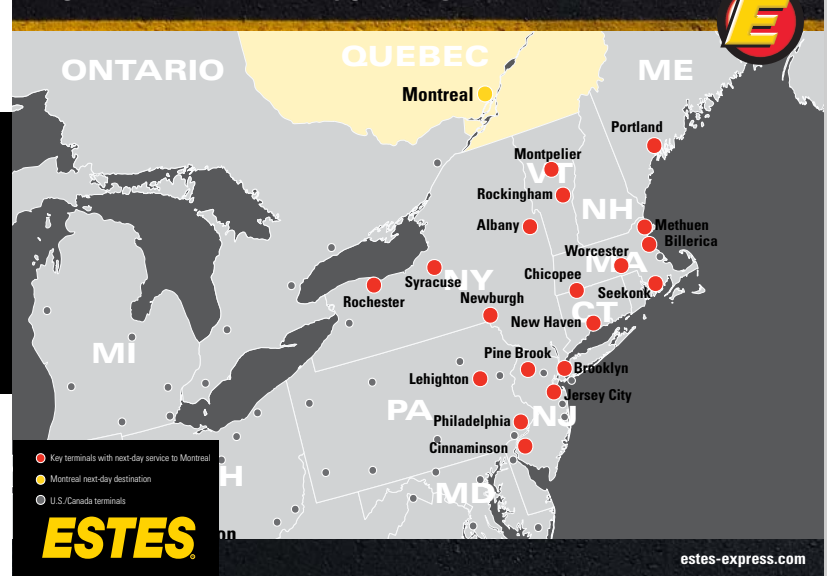 E
QUEBEC
ONTARIO
ME
Montreal
Portland
Montpelier
VT
Rockingham
NH
Albany
Methuen
Billerica
Worcester
MA
Chicopee
Syracuse
NY
Seekonk
Rochester
Newburgh
CT
New Haven
MI
Pine Brook
Brooklyn
Lehighton
Jersey City
PA
Philadelphia
NJ
Cinnaminson
Key terminals with next-day service to Montreal
H
Montreal next-day destination
MD
U.S./Canada terminals
ESTES®
on
estes-express.com